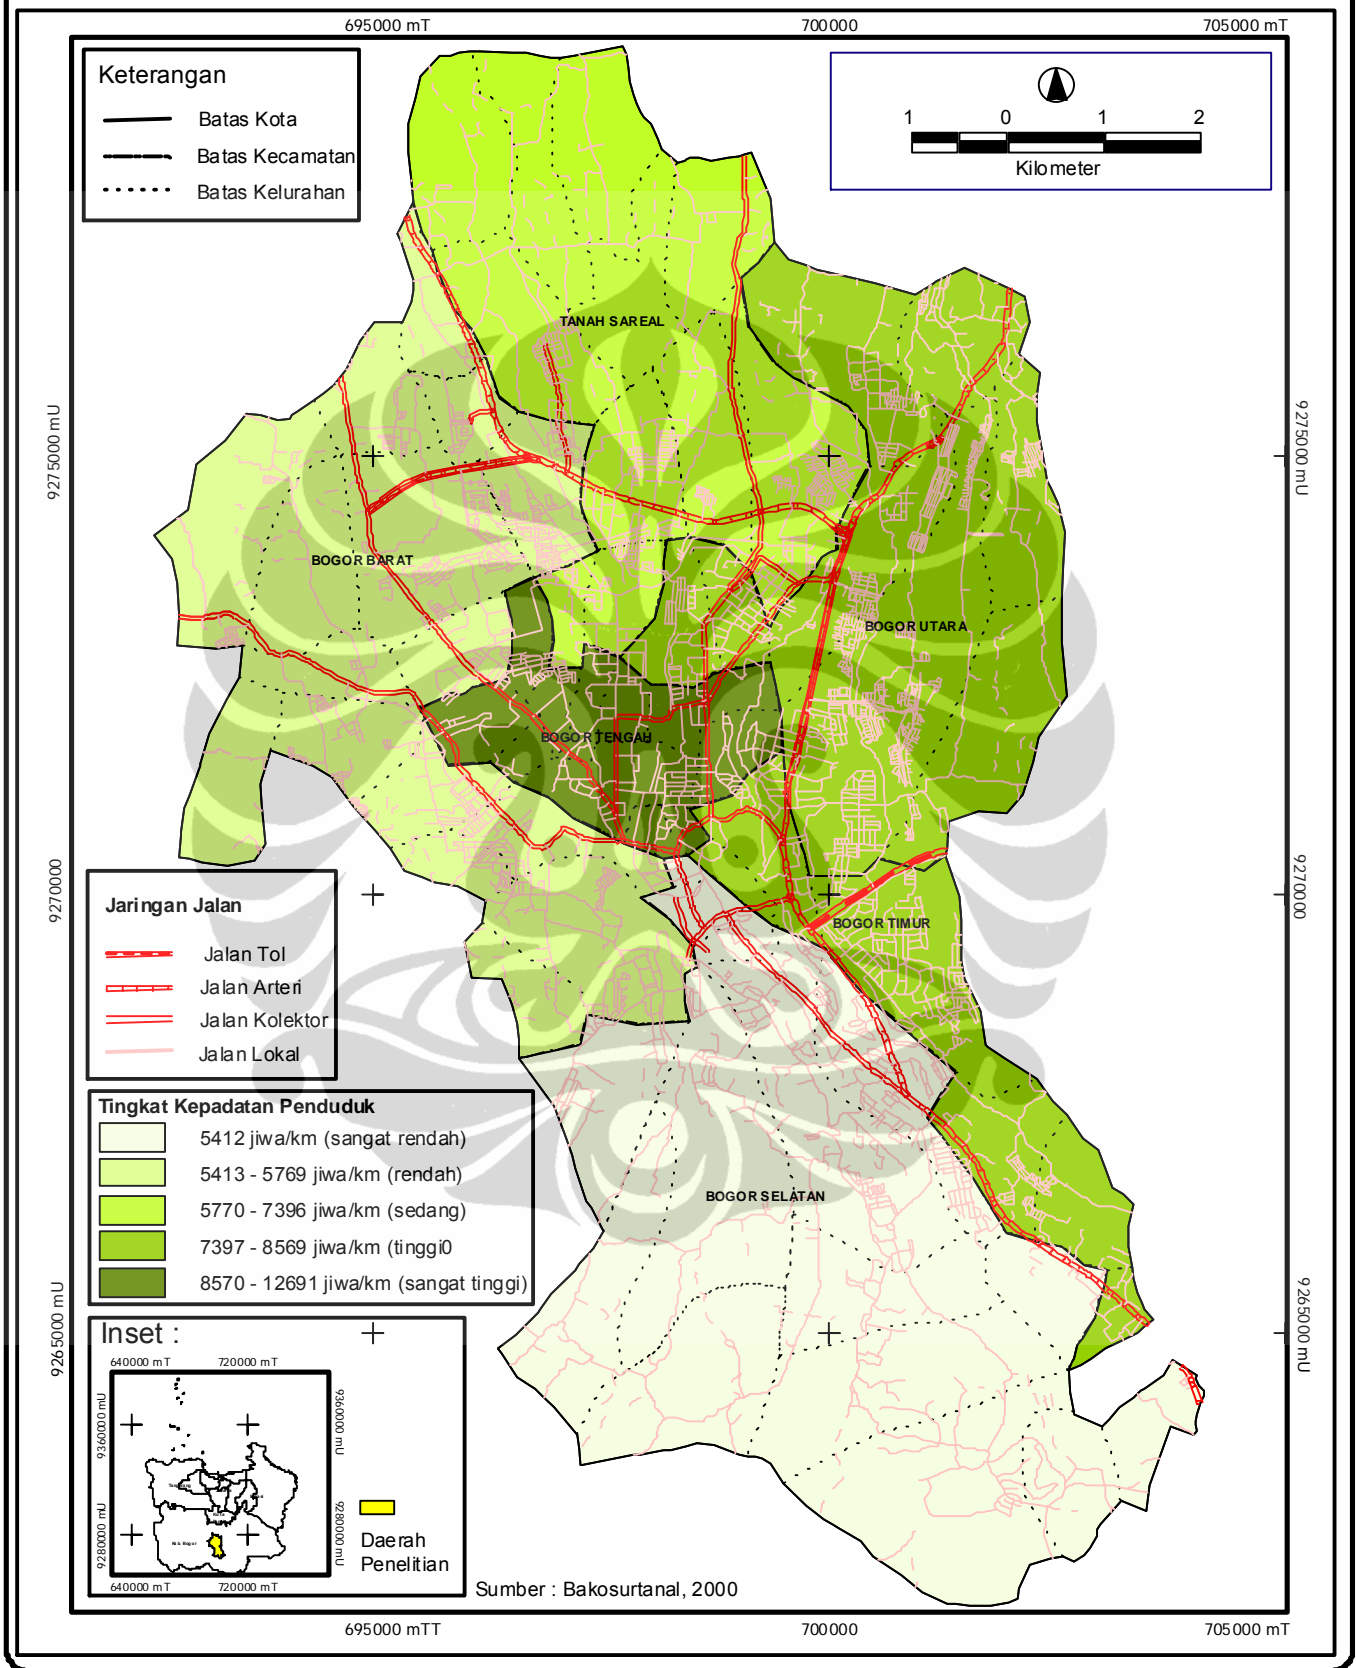 695000 mT
700000
705000 mT
Keterangan
Batas Kota
Batas Kecamatan
Batas Kelurahan
1 0 1 2
Kilometer
TANAH SAREAL
9275000 mU
9275000 mU
BOGOR BARAT
BOGOR UTARA
BOGOR TENGAH
9270000
9270000
Jaringan Jalan
Jalan Tol
Jalan Arteri
Jalan Kolektor
Jalan Lokal
BOGOR TIMUR
Tingkat Kepadatan Penduduk
5412 jiwa/km (sangat rendah)
5413 - 5769 jiwa/km (rendah)
5770 - 7396 jiwa/km (sedang)
7397 - 8569 jiwa/km (tinggi0
8570 - 12691 jiwa/km (sangat tinggi)
BOGOR SELATAN
9265000 mU
9265000 mU
Inset :
640000 mT
720000 mT
9360000 mU
9360000 mU
9280000 mU
9280000 mU
Kab. Bogor
640000 mT
720000 mT
Daerah
Penelitian
Sumber : Bakosurtanal, 2000
695000 mTT
700000
705000 mT